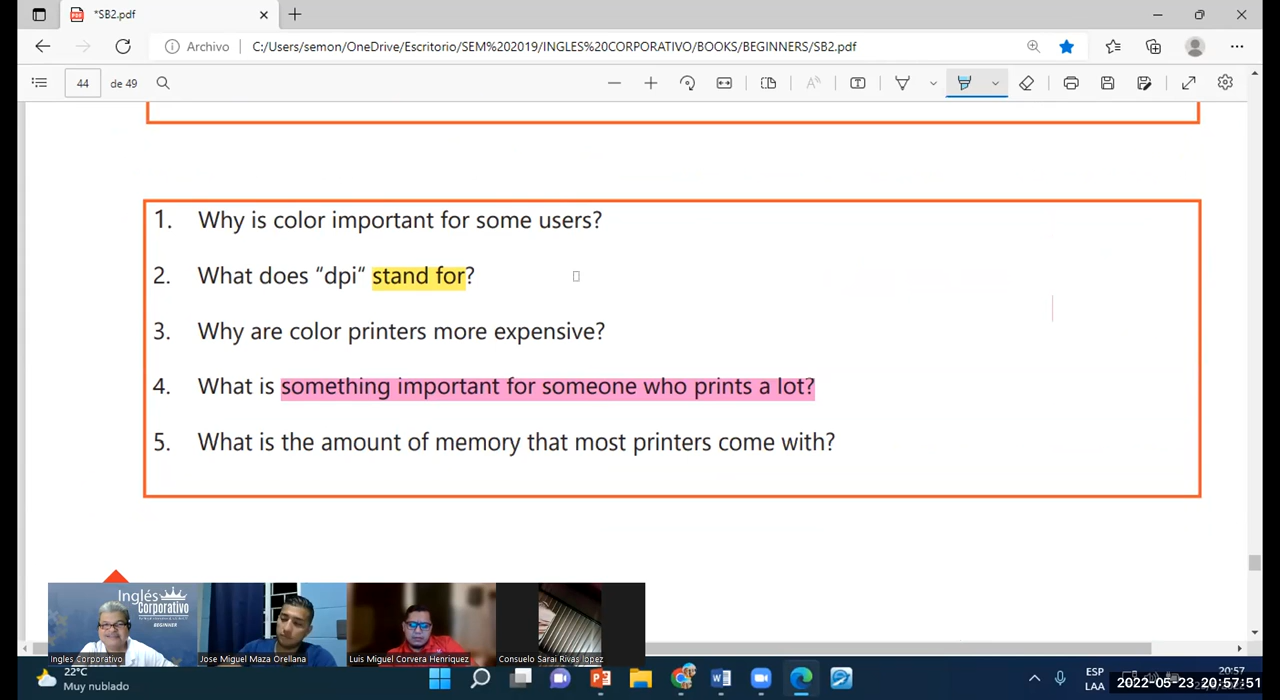 *SB2.pdf
Archivo C:/Users/semon/OneDrive/Escritorio/SEM%202019/INGLES%20CORPORATIVO/BOOKS/BEGINNERS/SB2.pdf
44 de 49
1. Why is color important for some users?
2. What does “dpi“ stand for?
3. Why are color printers more expensive?
4. What is something important for someone who prints a lot?
5. What is the amount of memory that most printers come with?
Inglés
Corporativo
BEGINNER
Ingles Corporativo
Jose Miguel Maza Orellana
Luis Miguel Corvera Henriquez
Consuelo Sarai Rivas lopez
22°C
Muy nublado
ESP
LAA
20:57
2022-05-23 20:57:51